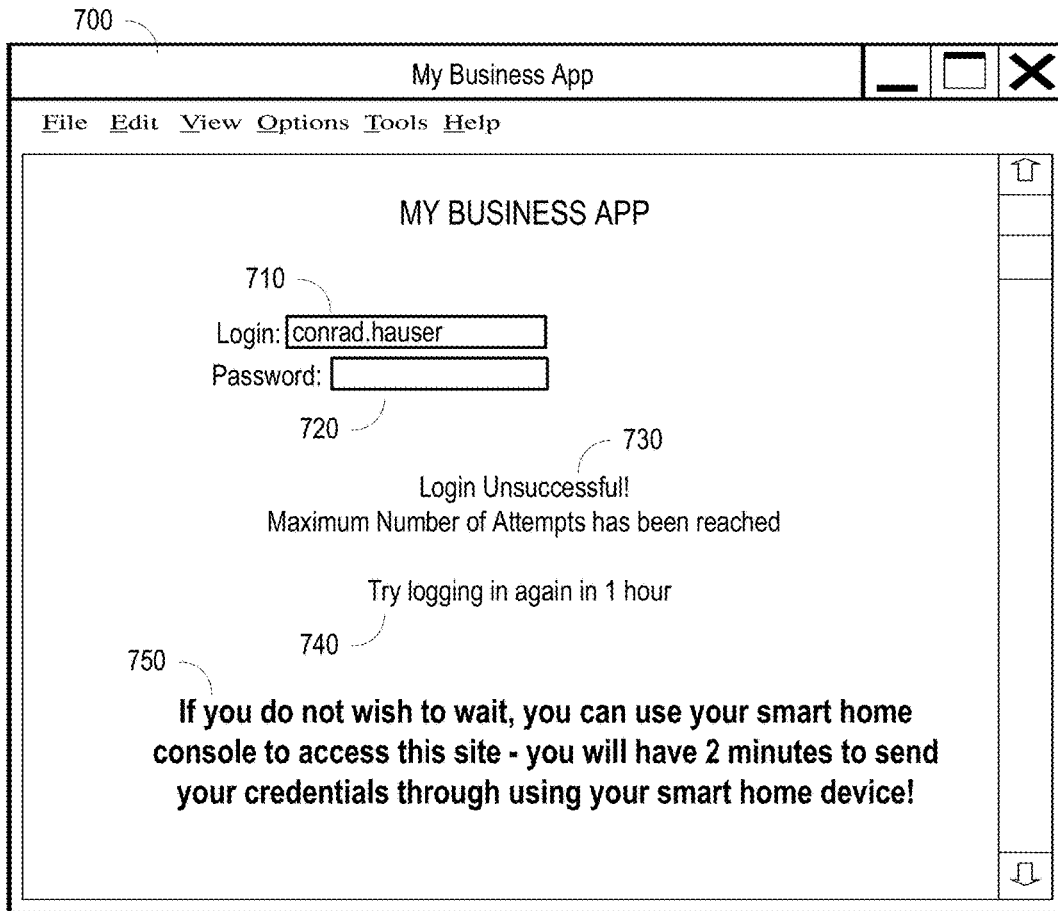 700
My Business App
File Edit View Options Tools Help
MY BUSINESS APP
710
Login: conrad.hauser
Password:
720
730
Login Unsuccessful!
Maximum Number of Attempts has been reached
Try logging in again in 1 hour
740
750
If you do not wish to wait, you can use your smart home
console to access this site - you will have 2 minutes to send
your credentials through using your smart home device!